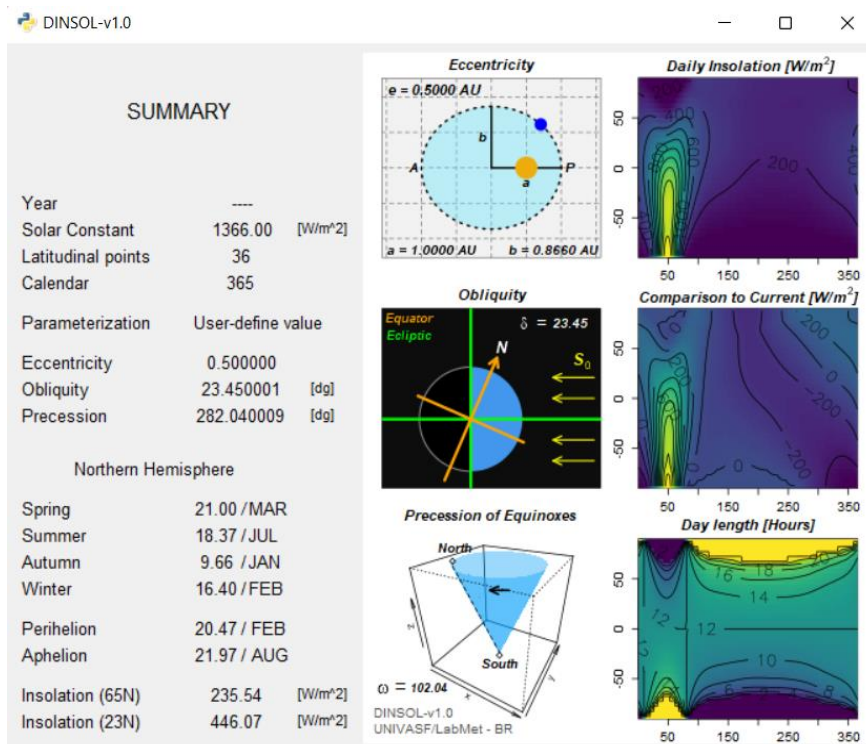 DINSOL-v1.0
SUMMARY
Year ----
Solar Constant 1366.00 [W/m^2]
Latitudinal points 36
Calendar 365
Parameterization User-define value
Eccentricity 0.500000
Obliquity 23.450001 [dg]
Precession 282.040009 [dg]
Northern Hemisphere
Spring 21.00 / MAR
Summer 18.37 / JUL
Autumn 9.66 / JAN
Winter 16.40 / FEB
Perihelion 20.47 / FEB
Aphelion 21.97 / AUG
Insolation (65N) 235.54 [W/m^2]
Insolation (23N) 446.07 [W/m^2]
Eccentricity
e = 0.5000 AU
b
A
P
a
a = 1.0000 AU b = 0.8660 AU
Obliquity
Equator
Ecliptic
δ = 23.45
N
S₀
Precession of Equinoxes
North
South
z
x
y
ω = 102.04
DINSOL-v1.0
UNIVASF/LabMet - BR
Daily Insolation [W/m²]
50
0
-50
400
600
200
400
50 150 250 350
Comparison to Current [W/m²]
50
0
-50
200
0
-200
0
-200
50 150 250 350
Day length [Hours]
50
0
-50
16
18
14
12
12
12
10
6
8
50 150 250 350